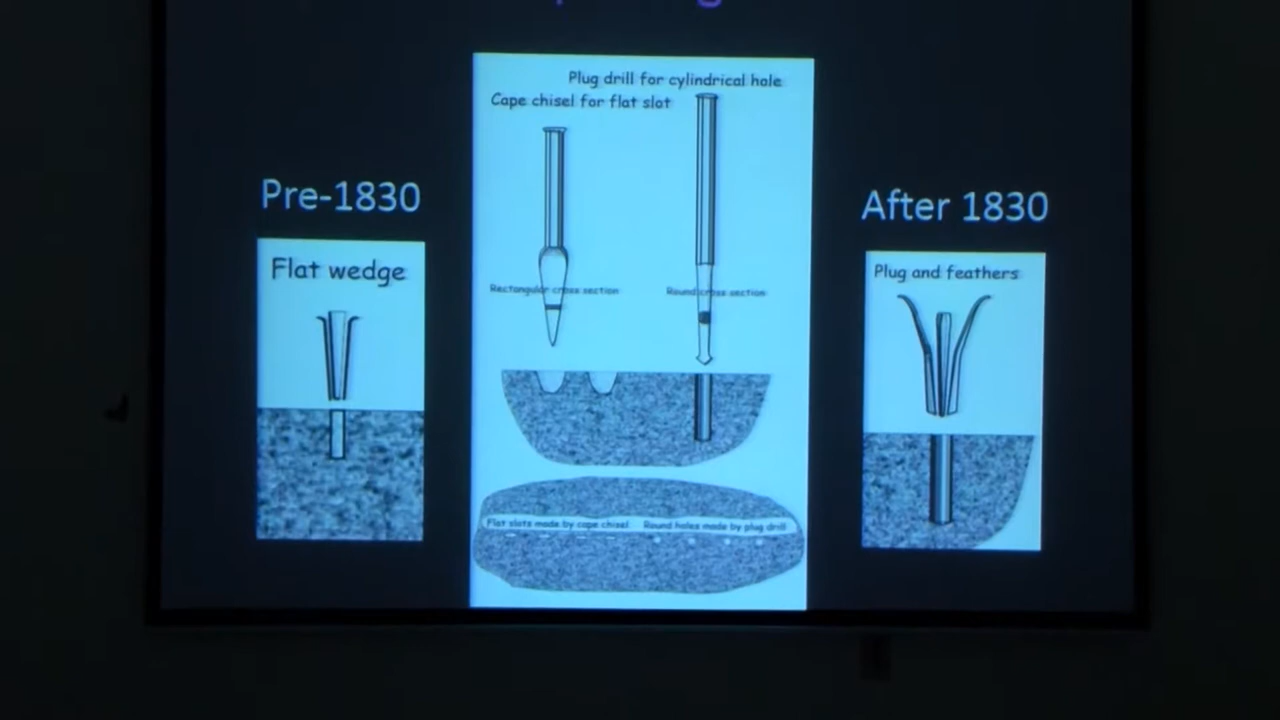 Plug drill for cylindrical hole
Cape chisel for flat slot
Pre-1830
After 1830
Flat wedge
Plug and feathers
Rectangular cross section
Round cross section
Flat slots made by cape chisel
Round holes made by plug drill